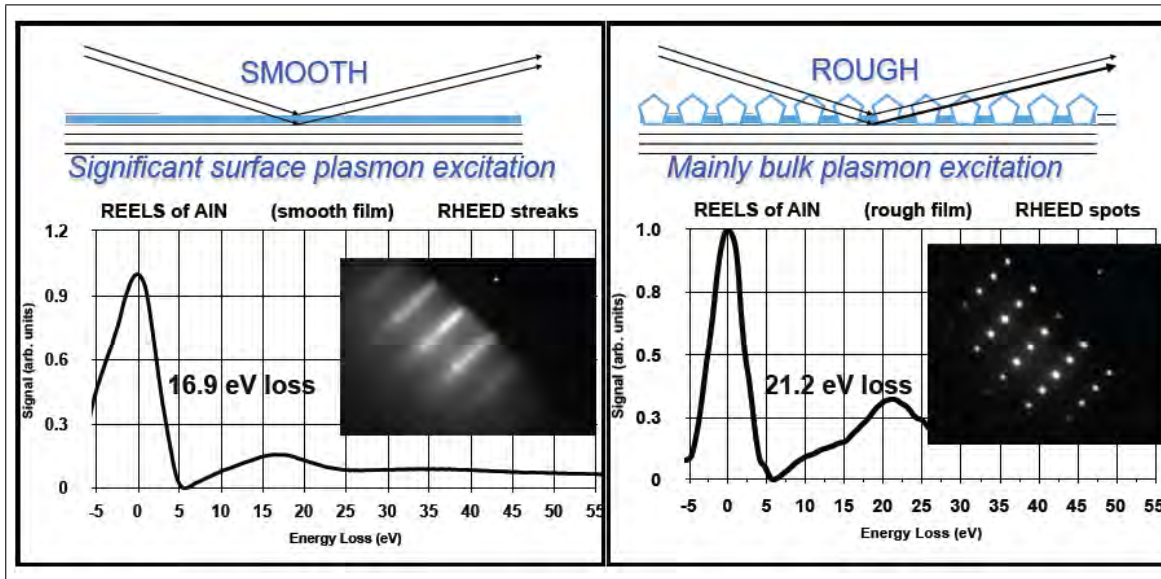 SMOOTH
Significant surface plasmon excitation
REELS of AlN (smooth film) RHEED streaks
1.2
0.9
0.6
0.3
0
Signal (arb. units)
16.9 eV loss
-5 0 5 10 15 20 25 30 35 40 45 50 55
Energy Loss (eV)
ROUGH
Mainly bulk plasmon excitation
REELS of AlN (rough film) RHEED spots
1.0
0.8
0.5
0.3
0
Signal (arb. units)
21.2 eV loss
-5 0 5 10 15 20 25 30 35 40 45 50 55
Energy Loss (eV)